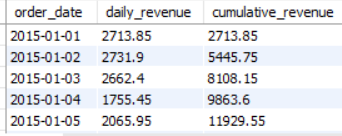 order_date daily_revenue cumulative_revenue
2015-01-01 2713.85 2713.85
2015-01-02 2731.9 5445.75
2015-01-03 2662.4 8108.15
2015-01-04 1755.45 9863.6
2015-01-05 2065.95 11929.55